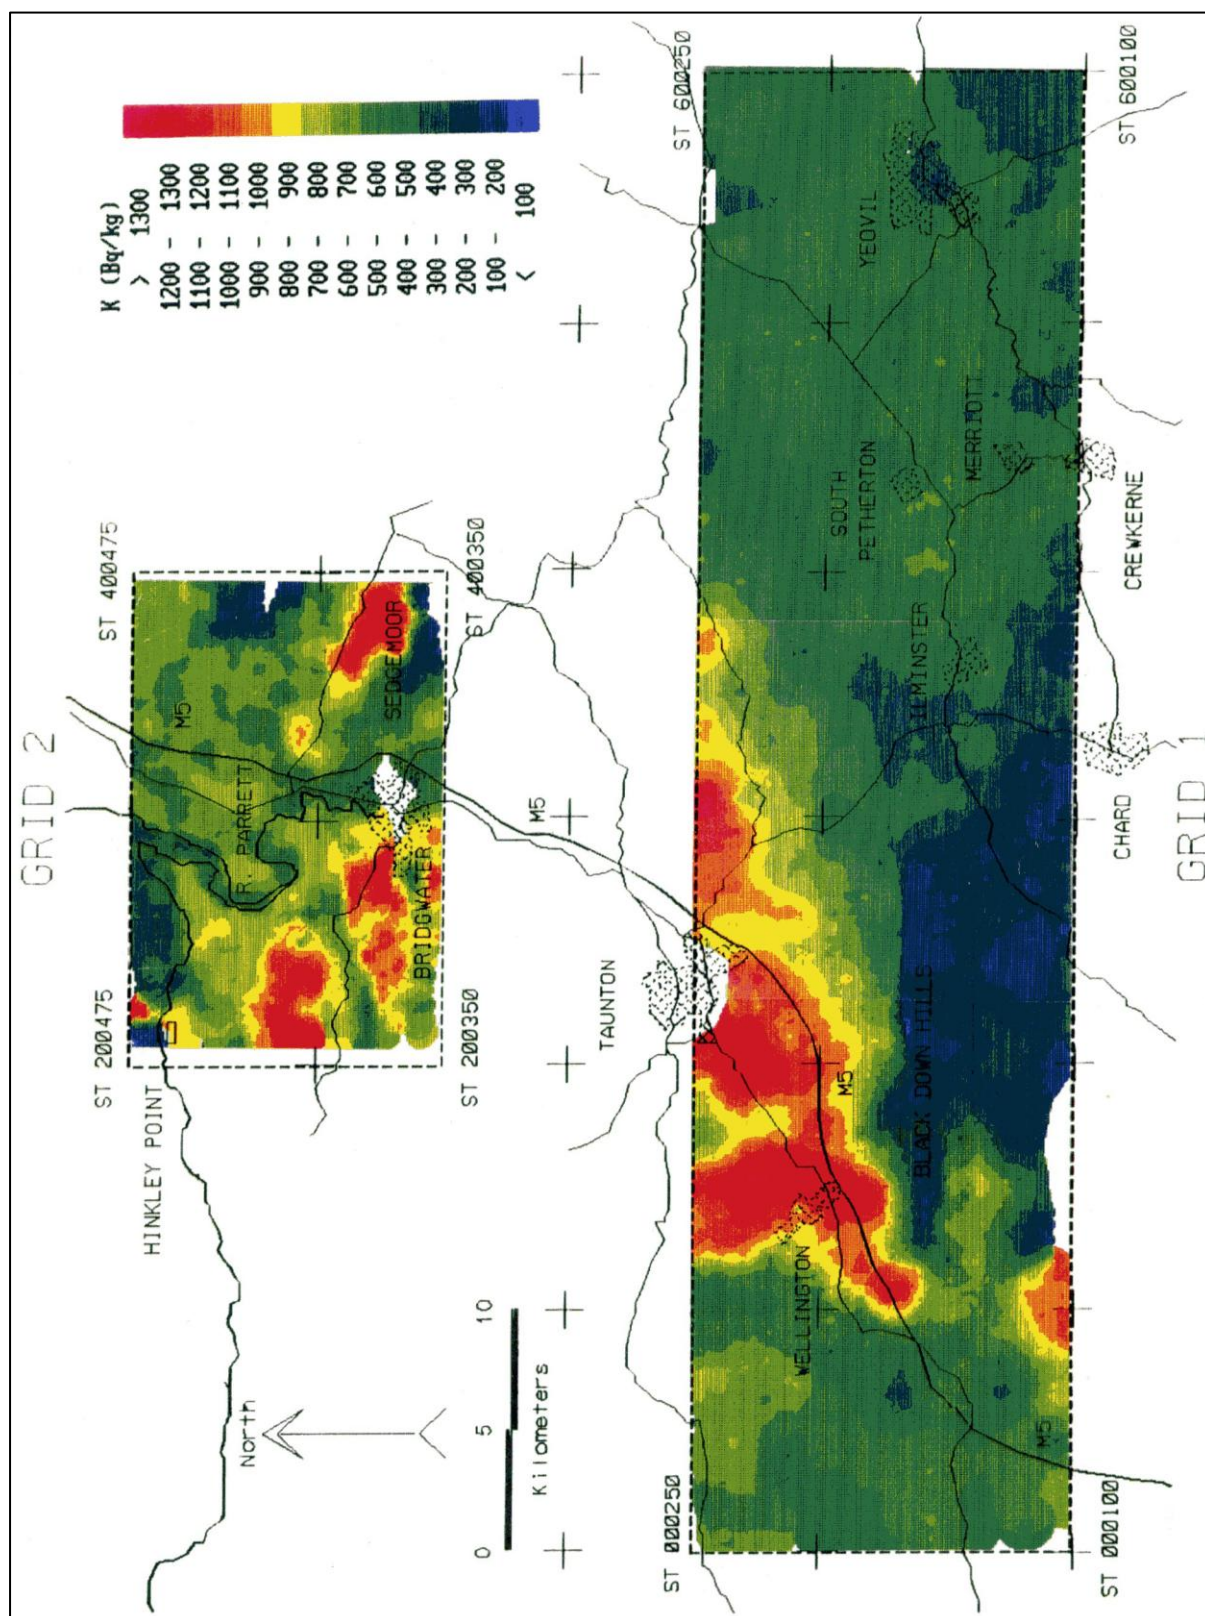 GRID 2
ST 200475
ST 400475
HINKLEY POINT
R. PARRETT
M5
BRIDGWATER
SEDGEMOOR
ST 200350
ST 400350
K (Bq/kg)
> 1300
1200 - 1300
1100 - 1200
1000 - 1100
900 - 1000
800 - 900
700 - 800
600 - 700
500 - 600
400 - 500
300 - 400
200 - 300
100 - 200
< 100
North
0 5 10
Kilometers
M5
TAUNTON
ST 000250
ST 600250
WELLINGTON
M5
BLACK DOWN HILLS
ILMINSTER
SOUTH
PETHERTON
MERRIOTT
YEOVIL
M5
ST 000100
ST 600100
CHARD
CREWKERNE
GRID 1